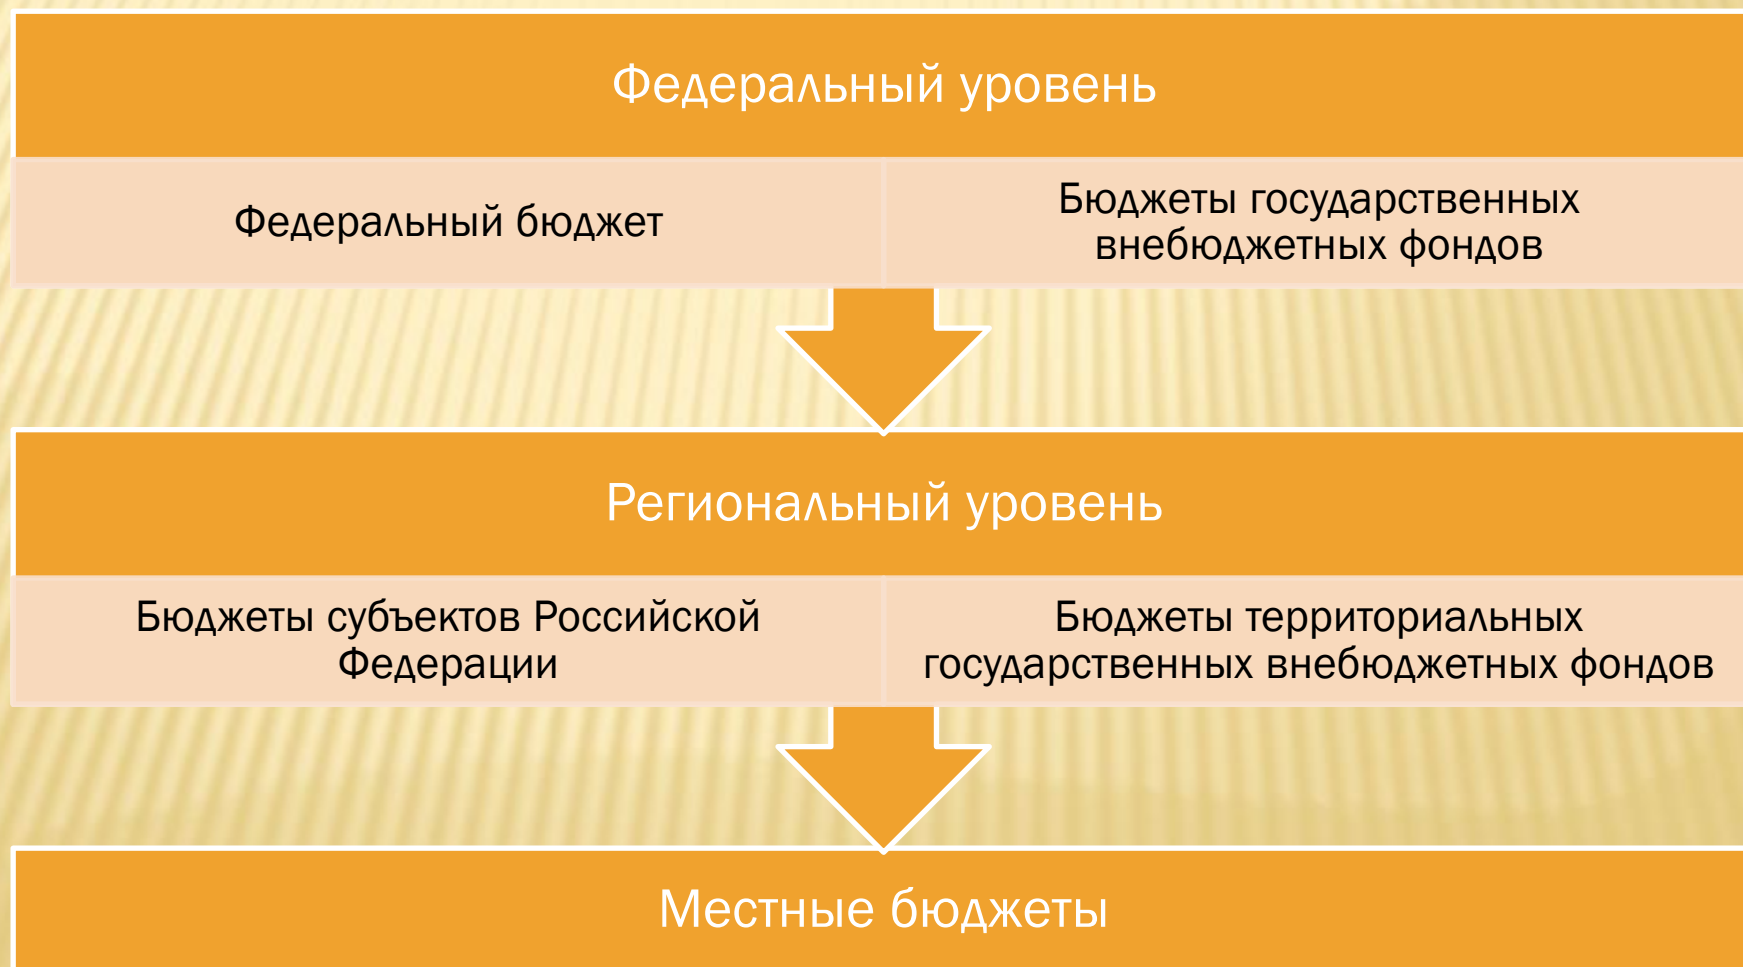 Федеральный уровень
Федеральный бюджет
Бюджеты государственных
внебюджетных фондов
Региональный уровень
Бюджеты субъектов Российской
Федерации
Бюджеты территориальных
государственных внебюджетных фондов
Местные бюджеты